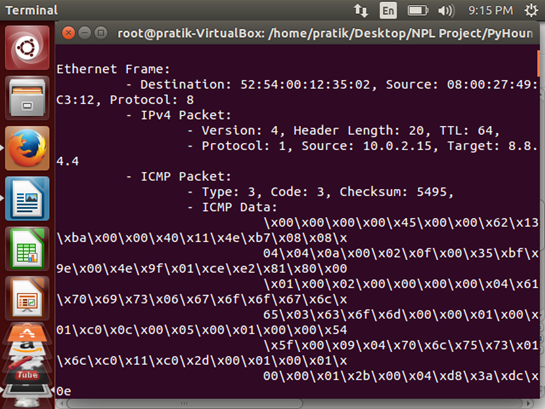 Terminal
En
9:15 PM
root@pratik-VirtualBox: /home/pratik/Desktop/NPL Project/PyHoun
Ethernet Frame:
- Destination: 52:54:00:12:35:02, Source: 08:00:27:49:
C3:12, Protocol: 8
- IPv4 Packet:
- Version: 4, Header Length: 20, TTL: 64,
- Protocol: 1, Source: 10.0.2.15, Target: 8.8.
4.4
- ICMP Packet:
- Type: 3, Code: 3, Checksum: 5495,
- ICMP Data:
\x00\x00\x00\x00\x45\x00\x00\x62\x13
\xba\x00\x00\x40\x11\x4e\xb7\x08\x08\x
04\x04\x0a\x00\x02\x0f\x00\x35\xbf\x
9e\x00\x4e\x9f\x01\xce\xe2\x81\x80\x00
\x01\x00\x02\x00\x00\x00\x00\x04\x61
\x70\x69\x73\x06\x67\x6f\x6f\x67\x6c\x
65\x03\x63\x6f\x6d\x00\x00\x01\x00\x
01\xc0\x0c\x00\x05\x00\x01\x00\x00\x54
\x5f\x00\x09\x04\x70\x6c\x75\x73\x01
\x6c\xc0\x11\xc0\x2d\x00\x01\x00\x01\x
00\x00\x01\x2b\x00\x04\xd8\x3a\xdc\x
0e
Tube